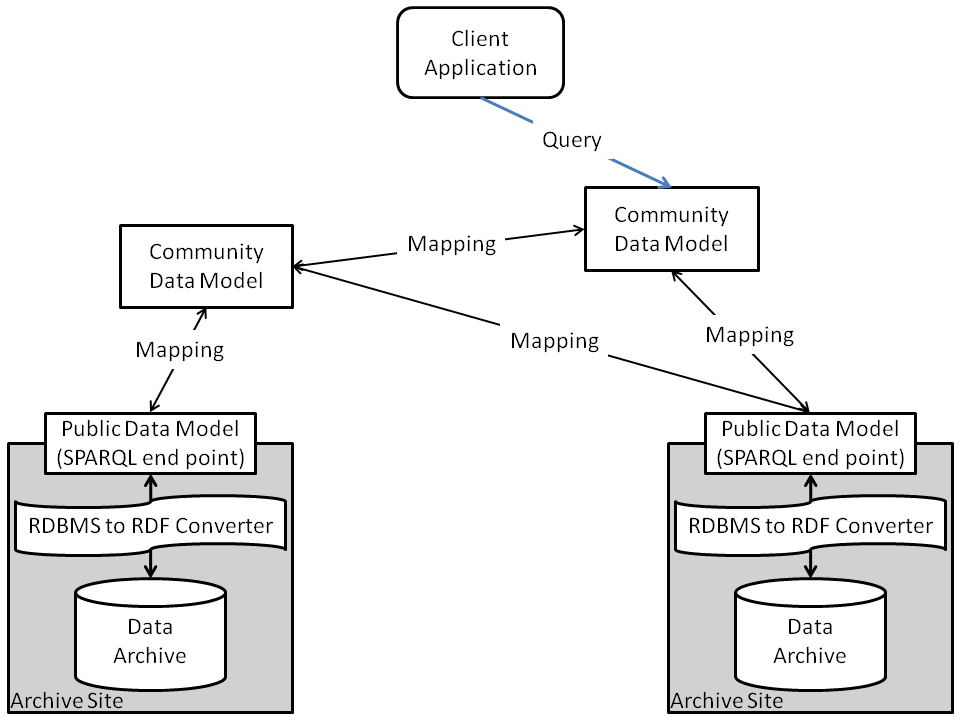 Client
Application
Query
Community
Data Model
Mapping
Community
Data Model
Mapping
Mapping
Mapping
Public Data Model
(SPARQL end point)
RDBMS to RDF Converter
Data
Archive
Archive Site
Public Data Model
(SPARQL end point)
RDBMS to RDF Converter
Data
Archive
Archive Site